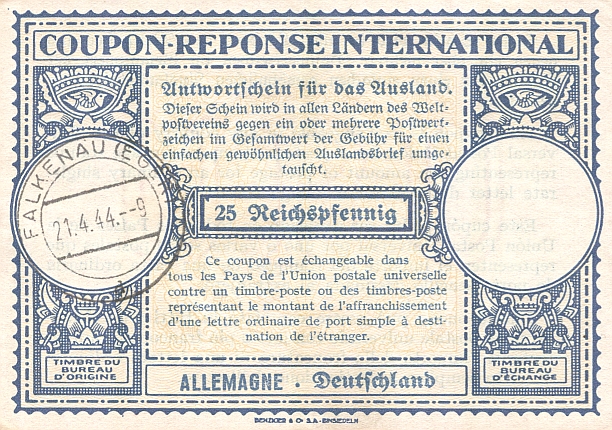 COUPON-REPONSE INTERNATIONAL
Antwortschein für das Ausland.
Dieser Schein wird in allen Ländern des Welt-
postvereins gegen ein oder mehrere Postwert-
zeichen im Gesamtwert der Gebühr für einen
einfachen gewöhnlichen Auslandsbrief umge-
tauscht.
FALKENAU (EGER)
21.4.44.--9
25 Reichspfennig
Ce coupon est échangeable dans
tous les Pays de l'Union postale universelle
contre un timbre-poste ou des timbres-poste
représentant le montant de l'affranchissement
d'une lettre ordinaire de port simple à desti-
nation de l'étranger.
TIMBRE DU
BUREAU
D'ORIGINE
ALLEMAGNE . Deutschland
TIMBRE DU
BUREAU
D'ÉCHANGE
BENZIGER & Co S.A. - EINSIEDELN